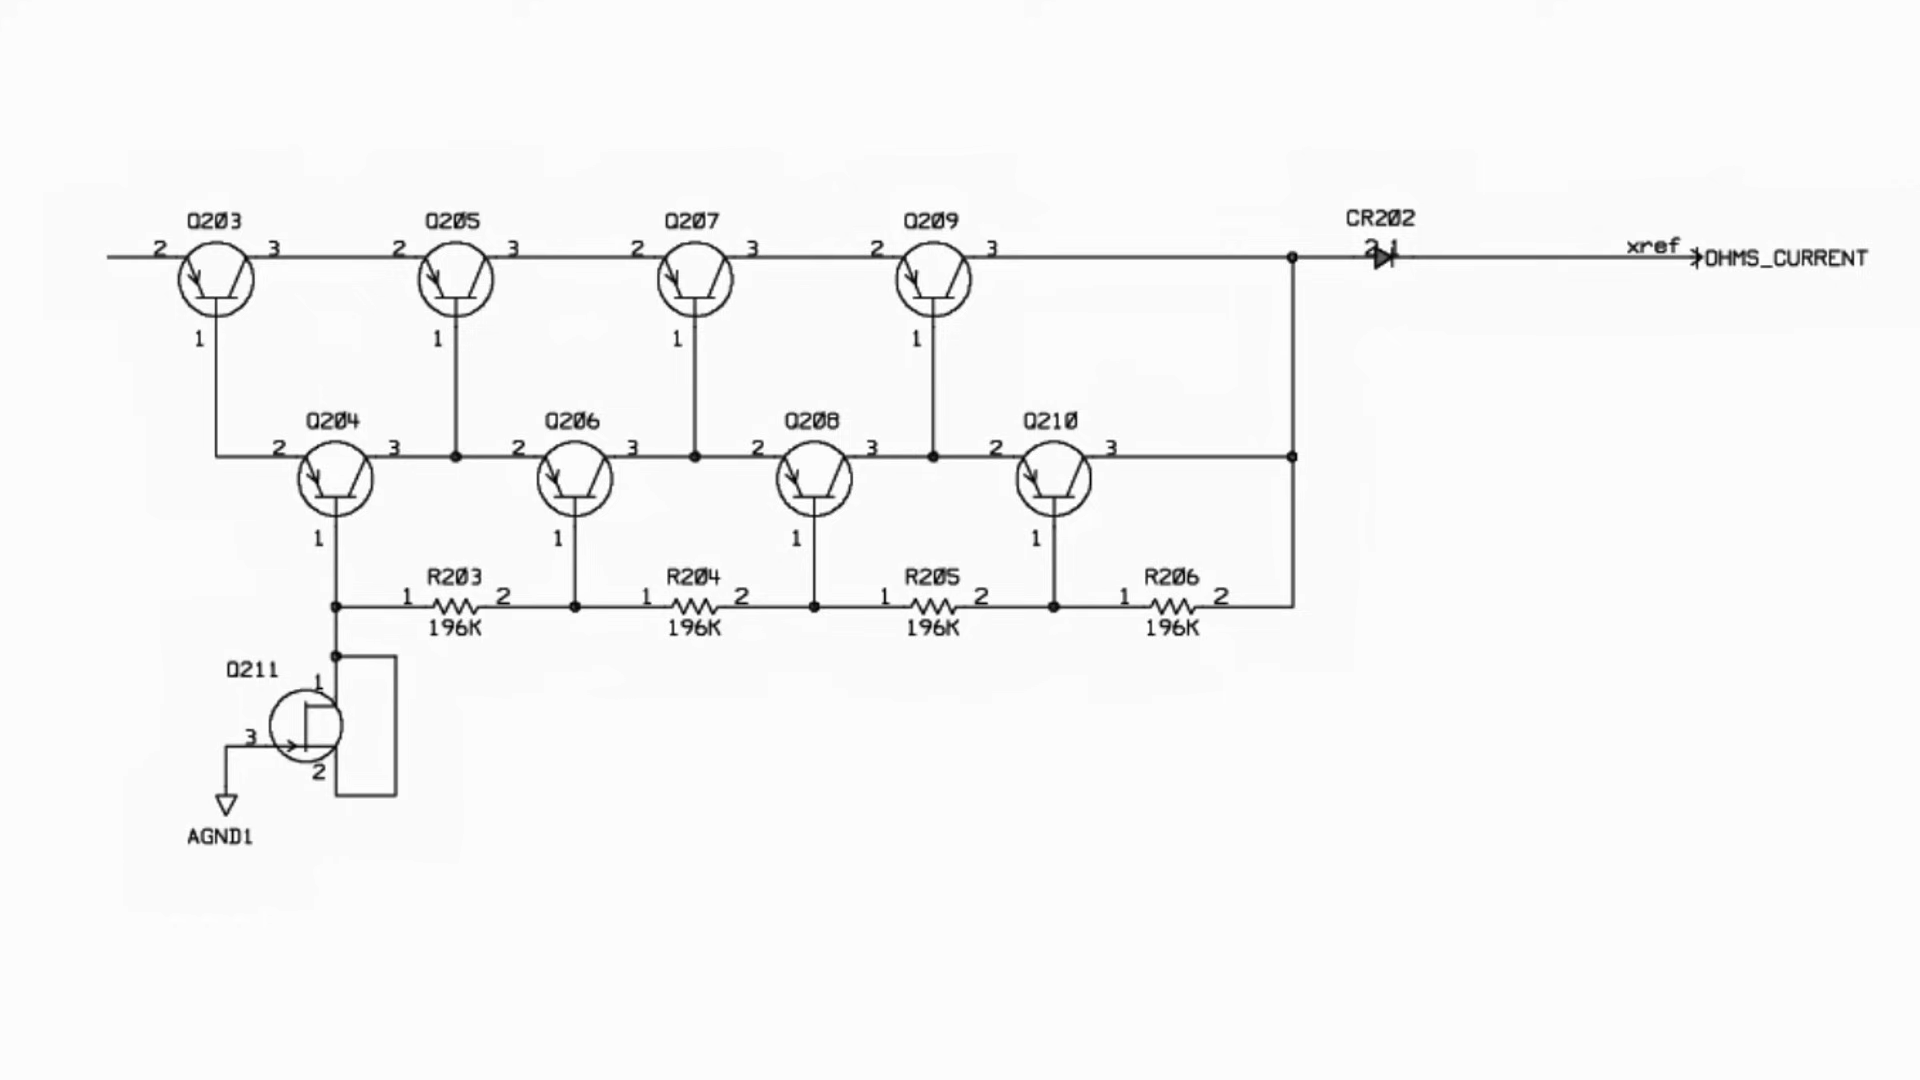 Q203 Q205 Q207 Q209 CR202
2 3 2 3 2 3 2 3 2 1 xref OHMS_CURRENT
1 1 1 1
Q204 Q206 Q208 Q210
2 3 2 3 2 3 2 3
1 1 1 1
R203 R204 R205 R206
1 2 1 2 1 2 1 2
196K 196K 196K 196K
Q211 1
3
2
AGND1